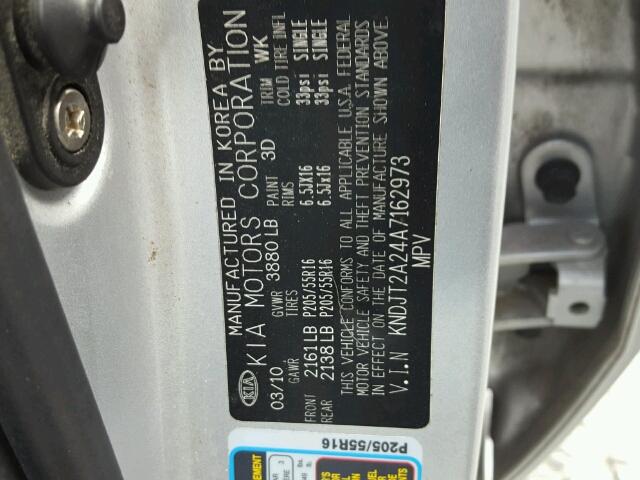 KIA
MANUFACTURED IN KOREA BY
KIA MOTORS CORPORATION
03/10 GVWR 3880 LB PAINT 3D TRIM WK
GAWR TIRES RIMS COLD TIRE INFL
FRONT 2161 LB P205/55R16 6.5JX16 33psi SINGLE
REAR 2138 LB P205/55R16 6.5JX16 33psi SINGLE
THIS VEHICLE CONFORMS TO ALL APPLICABLE U.S.A. FEDERAL
MOTOR VEHICLE SAFETY AND THEFT PREVENTION STANDARDS
IN EFFECT ON THE DATE OF MANUFACTURE SHOWN ABOVE.
V.I.N KNDJT2A24A7162973
MPV
P205/55R16